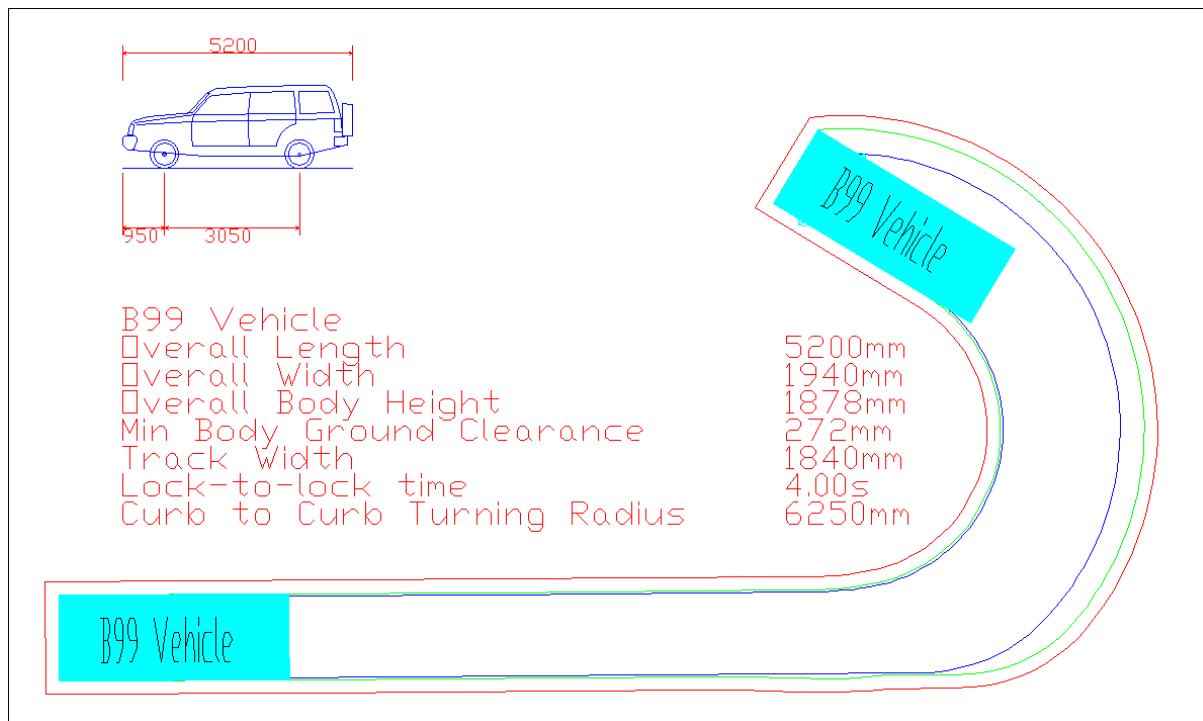 5200
950 3050
B99 Vehicle
B99 Vehicle
Overall Length 5200mm
Overall Width 1940mm
Overall Body Height 1878mm
Min Body Ground Clearance 272mm
Track Width 1840mm
Lock-to-lock time 4.00s
Curb to Curb Turning Radius 6250mm
B99 Vehicle